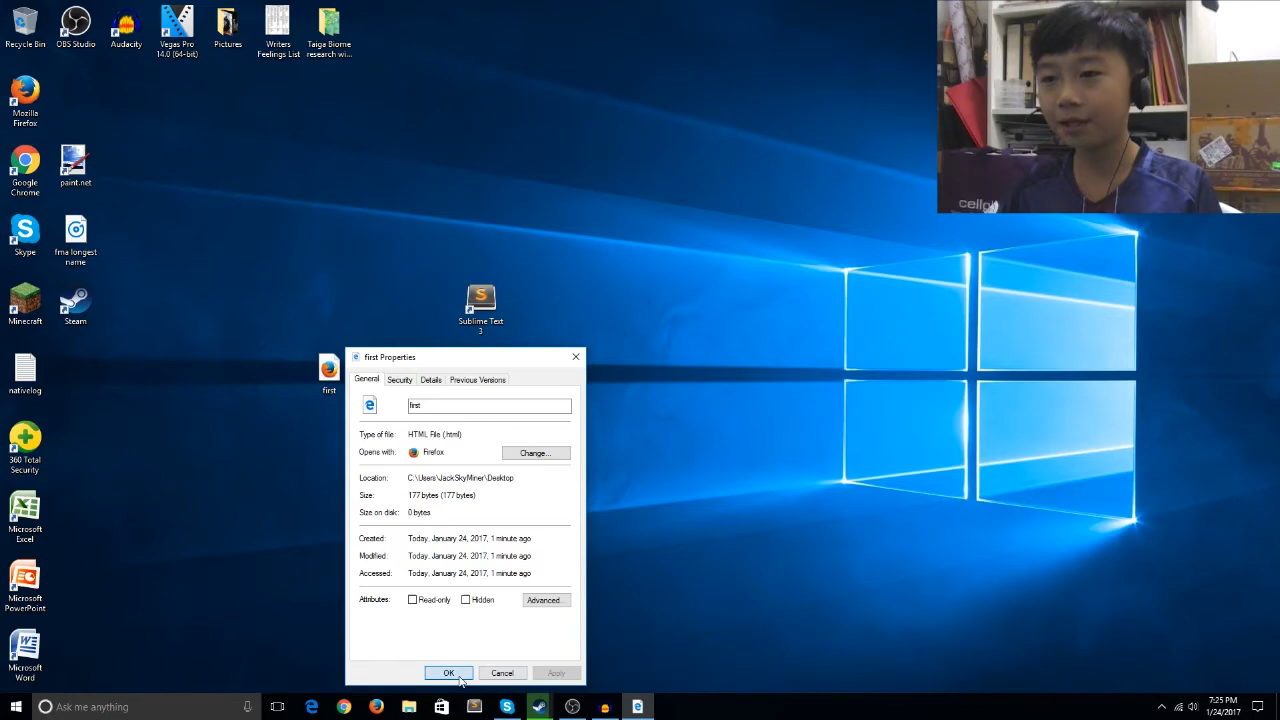 Recycle Bin
OBS Studio
Audacity
Vegas Pro
14.0 (64-bit)
Pictures
Writers
Feelings List
Taiga Biome
research wi...
Mozilla
Firefox
Google
Chrome
paint.net
Skype
fma longest
name
Minecraft
Steam
Sublime Text
3
nativelog
first
360 Total
Security
Microsoft
Excel
Microsoft
PowerPoint
Microsoft
Word
first Properties
General
Security
Details
Previous Versions
first
Type of file: HTML File (.html)
Opens with: Firefox
Change...
Location: C:\Users\JackSkyMiner\Desktop
Size: 177 bytes (177 bytes)
Size on disk: 0 bytes
Created: Today, January 24, 2017, 1 minute ago
Modified: Today, January 24, 2017, 1 minute ago
Accessed: Today, January 24, 2017, 1 minute ago
Attributes: Read-only Hidden Advanced...
OK Cancel Apply
Ask me anything
7:25 PM
1/24/2017